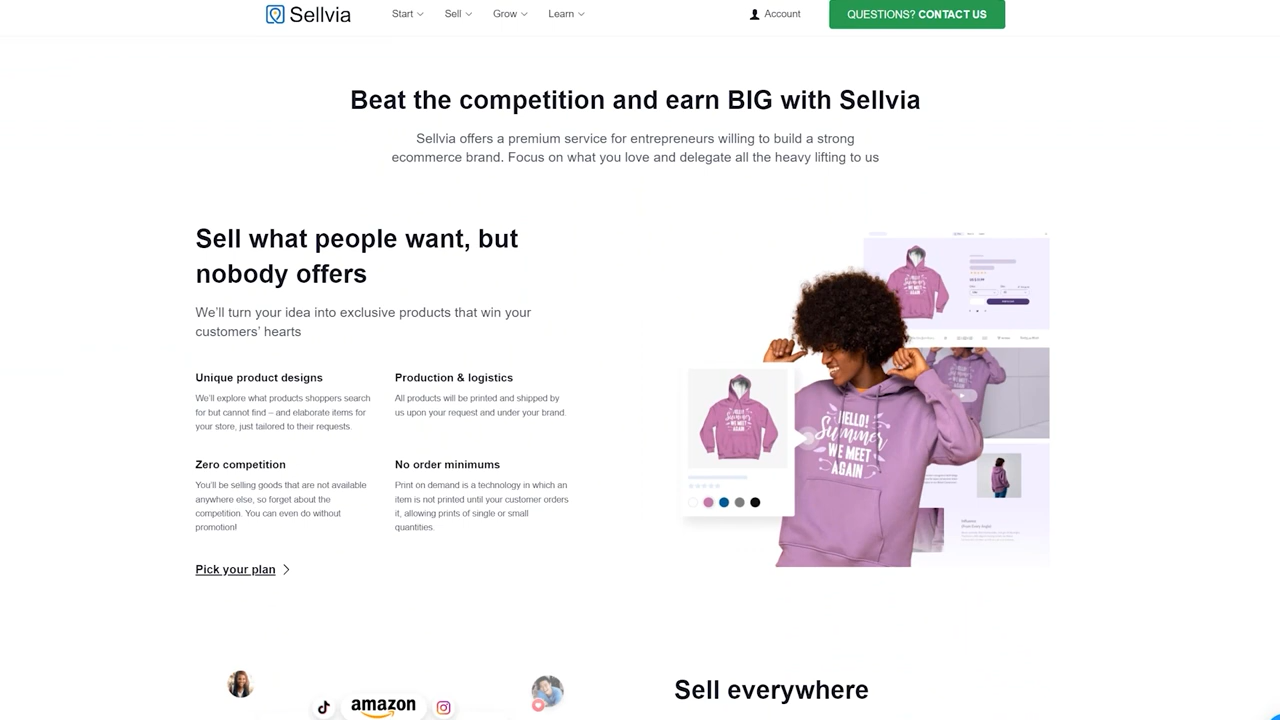 Sellvia
Start
Sell
Grow
Learn
Account
QUESTIONS? CONTACT US
Beat the competition and earn BIG with Sellvia
Sellvia offers a premium service for entrepreneurs willing to build a strong
ecommerce brand. Focus on what you love and delegate all the heavy lifting to us
Sell what people want, but
nobody offers
We'll turn your idea into exclusive products that win your
customers' hearts
Unique product designs
We'll explore what products shoppers search
for but cannot find – and elaborate items for
your store, just tailored to their requests.
Production & logistics
All products will be printed and shipped by
us upon your request and under your brand.
Zero competition
You'll be selling goods that are not available
anywhere else, so forget about the
competition. You can even do without
promotion!
No order minimums
Print on demand is a technology in which an
item is not printed until your customer orders
it, allowing prints of single or small
quantities.
Pick your plan
HELLO!
Summer
WE MEET
AGAIN
HELLO!
Summer
WE MEET
AGAIN
amazon
Sell everywhere